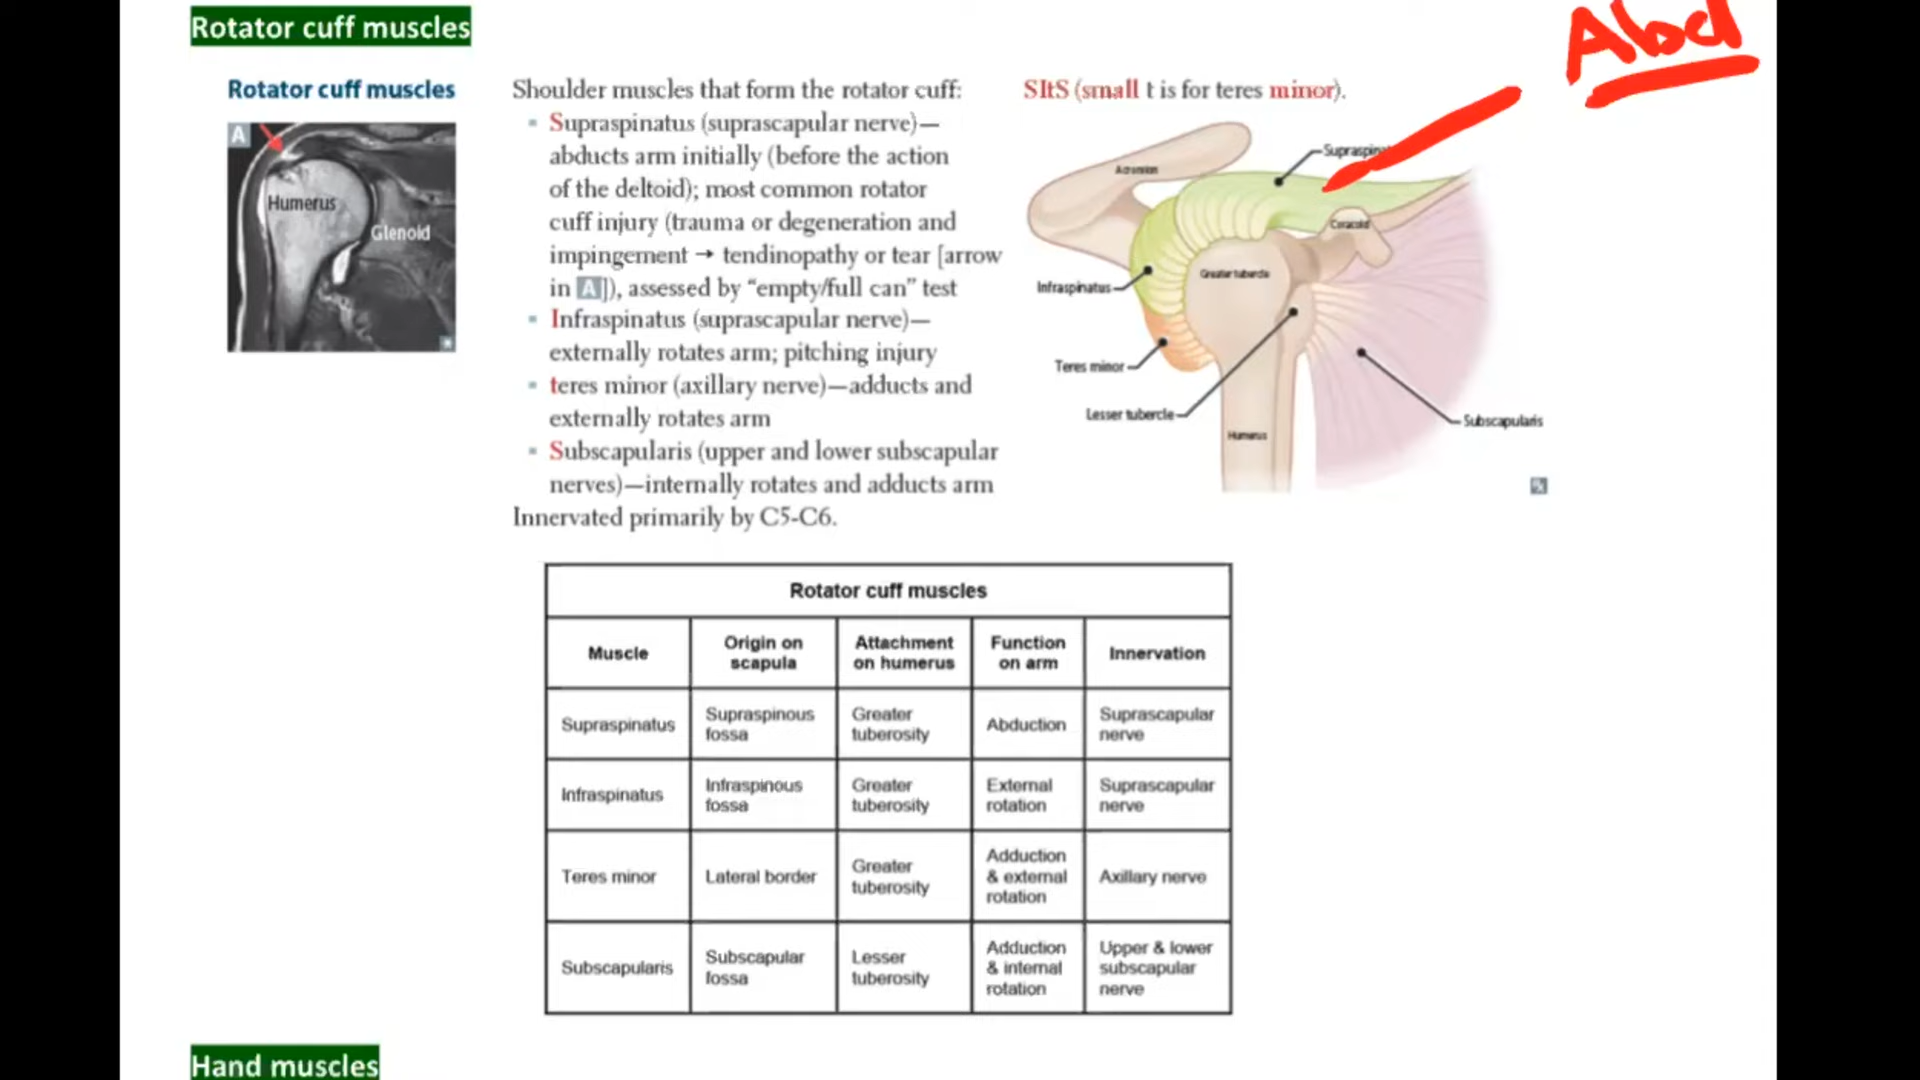 Rotator cuff muscles
Abd
Rotator cuff muscles
A
Humerus
Glenoid
Shoulder muscles that form the rotator cuff:
Supraspinatus (suprascapular nerve)—
abducts arm initially (before the action
of the deltoid); most common rotator
cuff injury (trauma or degeneration and
impingement → tendinopathy or tear [arrow
in A]), assessed by “empty/full can” test
Infraspinatus (suprascapular nerve)—
externally rotates arm; pitching injury
teres minor (axillary nerve)—adducts and
externally rotates arm
Subscapularis (upper and lower subscapular
nerves)—internally rotates and adducts arm
Innervated primarily by C5-C6.
SItS (small t is for teres minor).
Acromion
Coracoid
Greater tubercle
Infraspinatus
Teres minor
Lesser tubercle
Humerus
Subscapularis
Rotator cuff muscles
Muscle
Origin on
scapula
Attachment
on humerus
Function
on arm
Innervation
Supraspinatus
Supraspinous
fossa
Greater
tuberosity
Abduction
Suprascapular
nerve
Infraspinatus
Infraspinous
fossa
Greater
tuberosity
External
rotation
Suprascapular
nerve
Teres minor
Lateral border
Greater
tuberosity
Adduction
& external
rotation
Axillary nerve
Subscapularis
Subscapular
fossa
Lesser
tuberosity
Adduction
& internal
rotation
Upper & lower
subscapular
nerve
Hand muscles